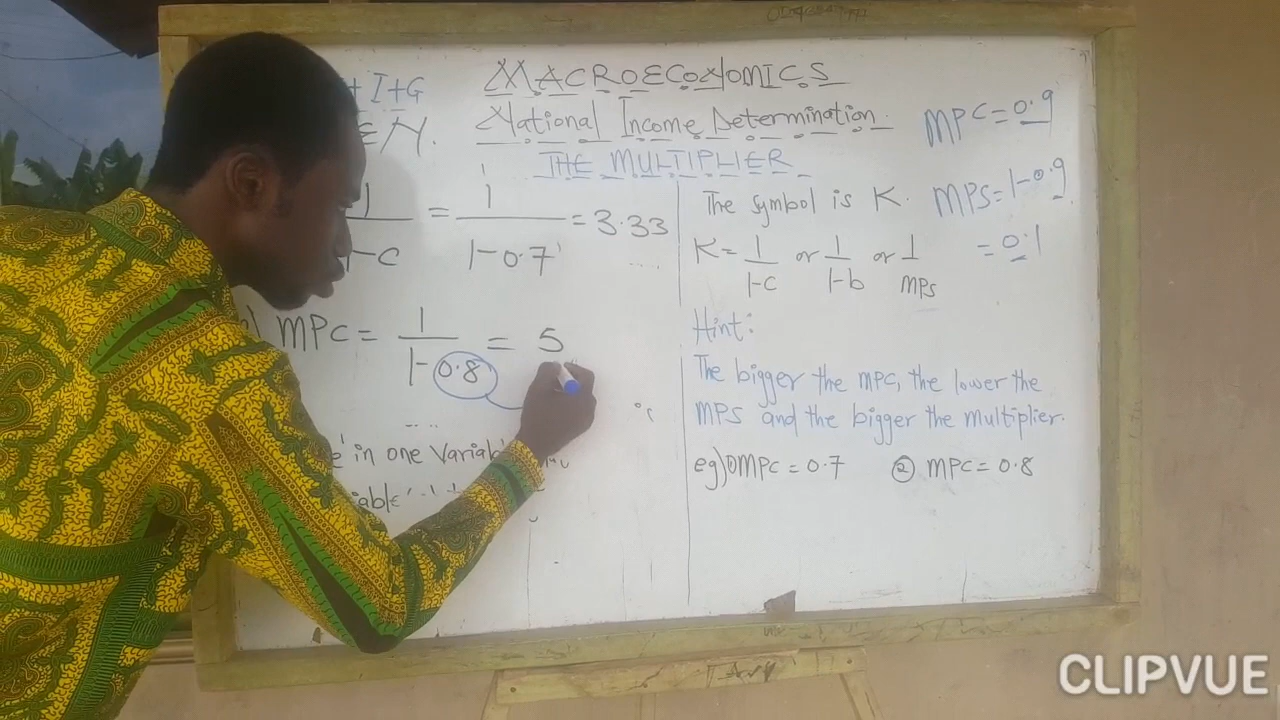 MACROECONOMICS
National Income Determination
THE MULTIPLIER
+ I+G
1/1-c = 1/1-0.7 = 3.33
MPC = 1/1-0.8 = 5
in one Variab
MPC = 0.9
MPS = 1-0.9
= 0.1
The Symbol is K.
K = 1/1-c or 1/1-b or 1/MPS
Hint:
The bigger the MPC, the lower the
MPS and the bigger the Multiplier.
eg) ① MPC = 0.7 ② MPC = 0.8
CLIPVUE